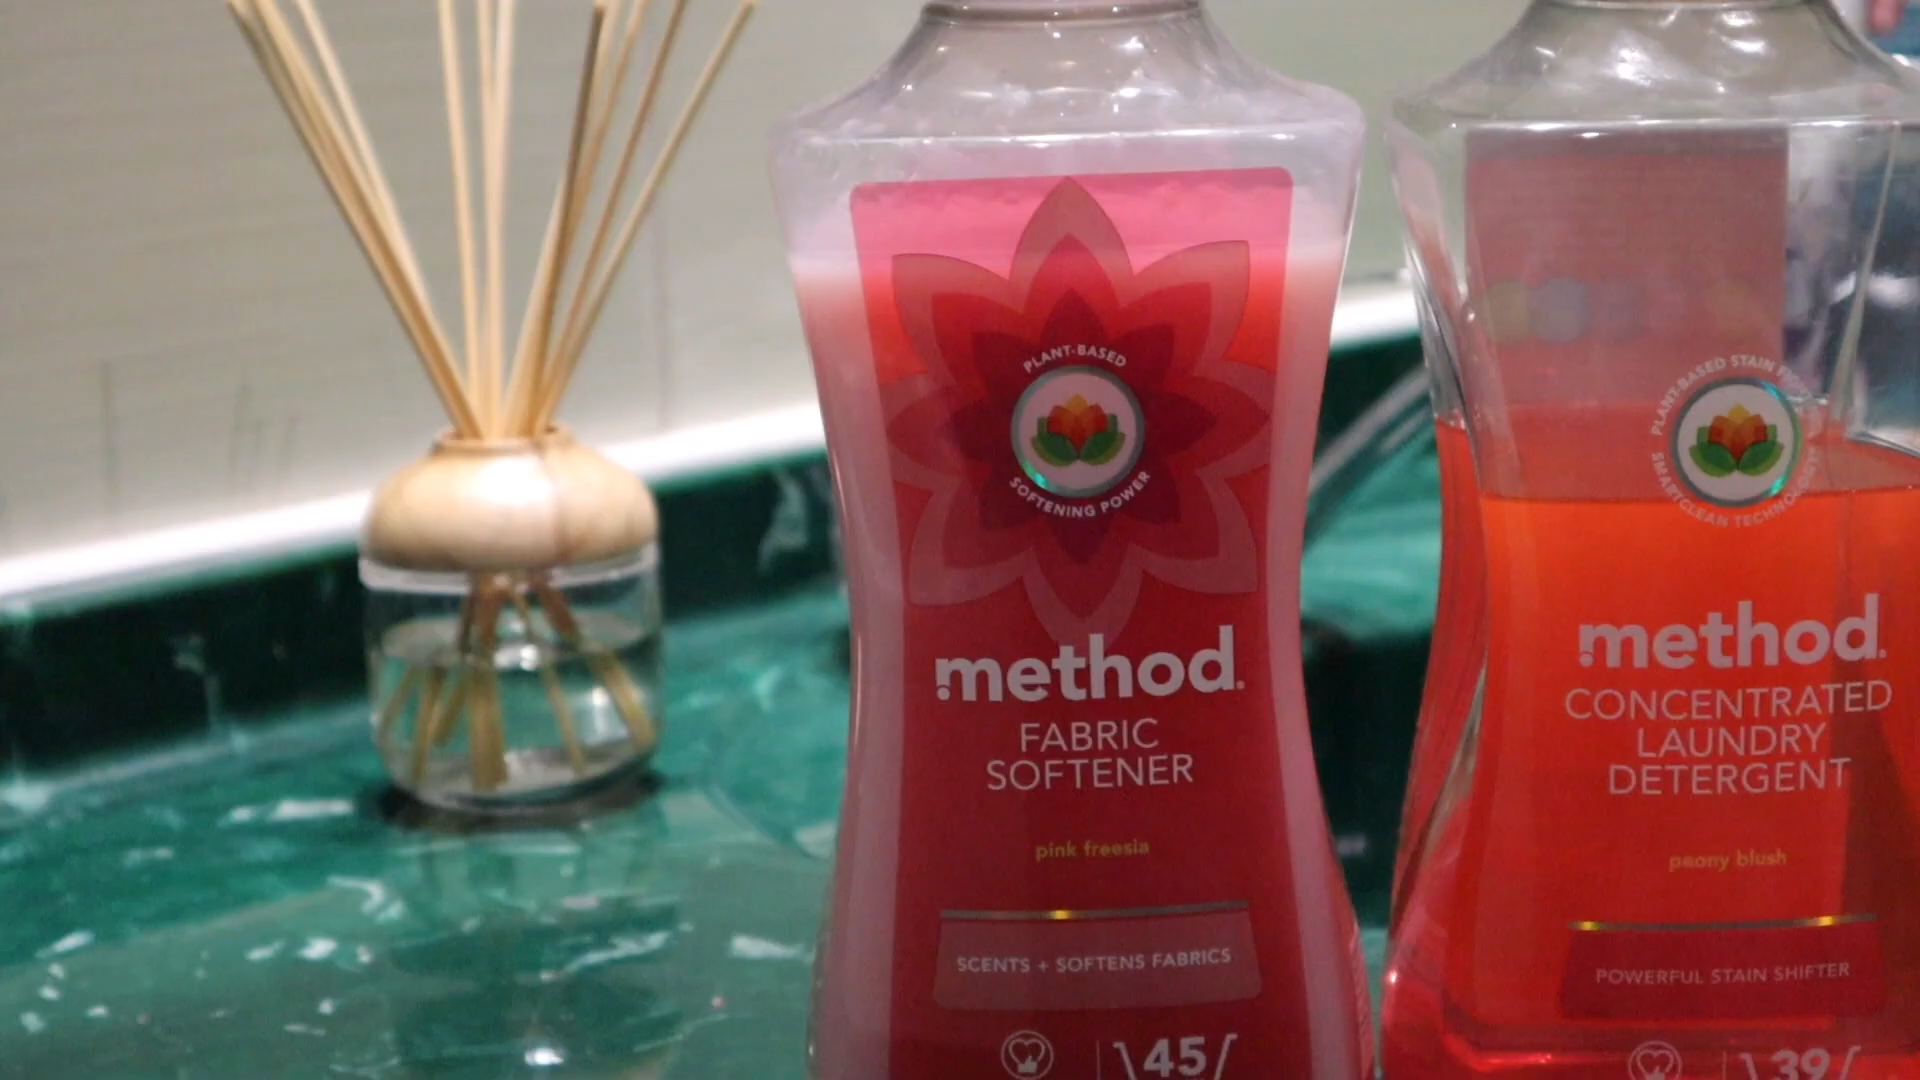 PLANT-BASED
SOFTENING POWER
method.
FABRIC
SOFTENER
pink freesia
SCENTS + SOFTENS FABRICS
45
PLANT-BASED STAIN
SMARTCLEAN TECHNOLOGY
method.
CONCENTRATED
LAUNDRY
DETERGENT
peony blush
POWERFUL STAIN SHIFTER
39